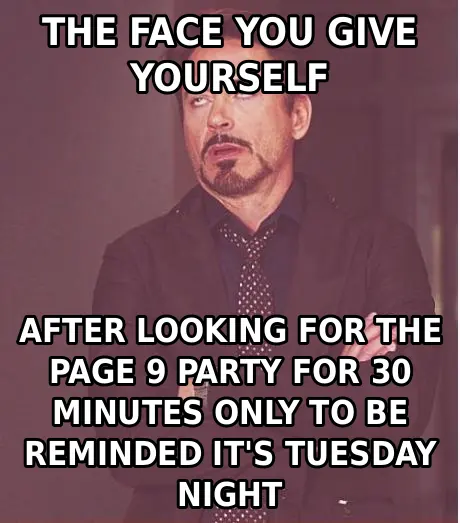 THE FACE YOU GIVE
YOURSELF
AFTER LOOKING FOR THE
PAGE 9 PARTY FOR 30
MINUTES ONLY TO BE
REMINDED IT'S TUESDAY
NIGHT